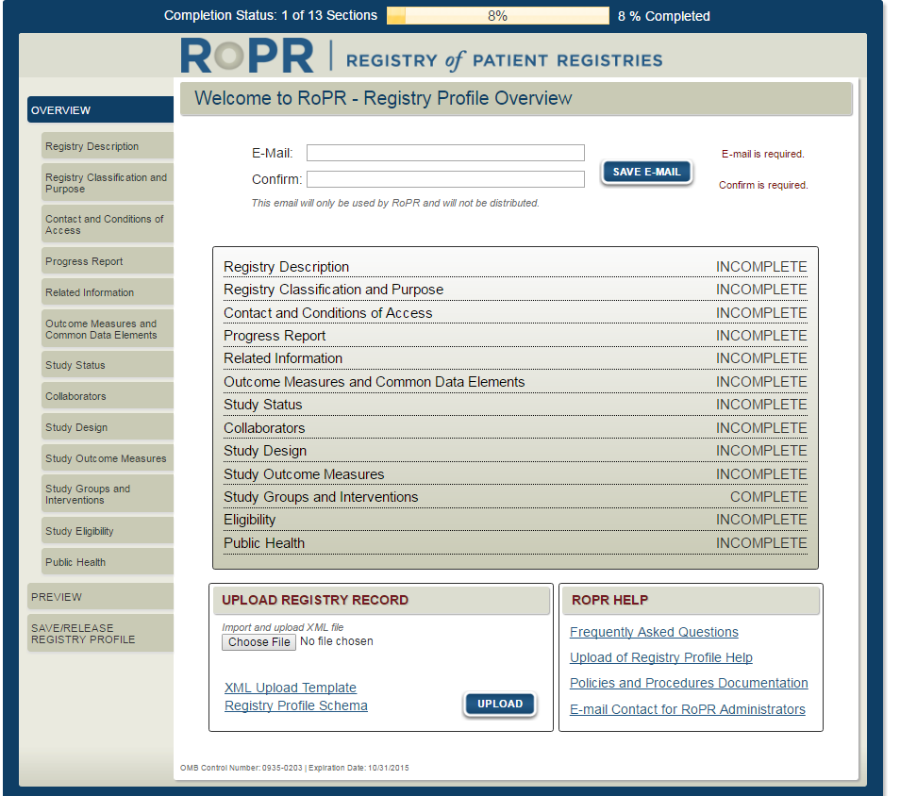 Completion Status: 1 of 13 Sections 8% 8 % Completed
RoPR | REGISTRY of PATIENT REGISTRIES
OVERVIEW
Registry Description
Registry Classification and
Purpose
Contact and Conditions of
Access
Progress Report
Related Information
Outcome Measures and
Common Data Elements
Study Status
Collaborators
Study Design
Study Outcome Measures
Study Groups and
Interventions
Study Eligibility
Public Health
PREVIEW
SAVE/RELEASE
REGISTRY PROFILE
Welcome to RoPR - Registry Profile Overview
E-Mail: SAVE E-MAIL E-mail is required.
Confirm: Confirm is required.
This email will only be used by RoPR and will not be distributed.
Registry Description INCOMPLETE
Registry Classification and Purpose INCOMPLETE
Contact and Conditions of Access INCOMPLETE
Progress Report INCOMPLETE
Related Information INCOMPLETE
Outcome Measures and Common Data Elements INCOMPLETE
Study Status INCOMPLETE
Collaborators INCOMPLETE
Study Design INCOMPLETE
Study Outcome Measures INCOMPLETE
Study Groups and Interventions COMPLETE
Eligibility INCOMPLETE
Public Health INCOMPLETE
UPLOAD REGISTRY RECORD
Import and upload XML file
Choose File No file chosen
XML Upload Template
Registry Profile Schema
UPLOAD
ROPR HELP
Frequently Asked Questions
Upload of Registry Profile Help
Policies and Procedures Documentation
E-mail Contact for RoPR Administrators
OMB Control Number: 0935-0203 | Expiration Date: 10/31/2015